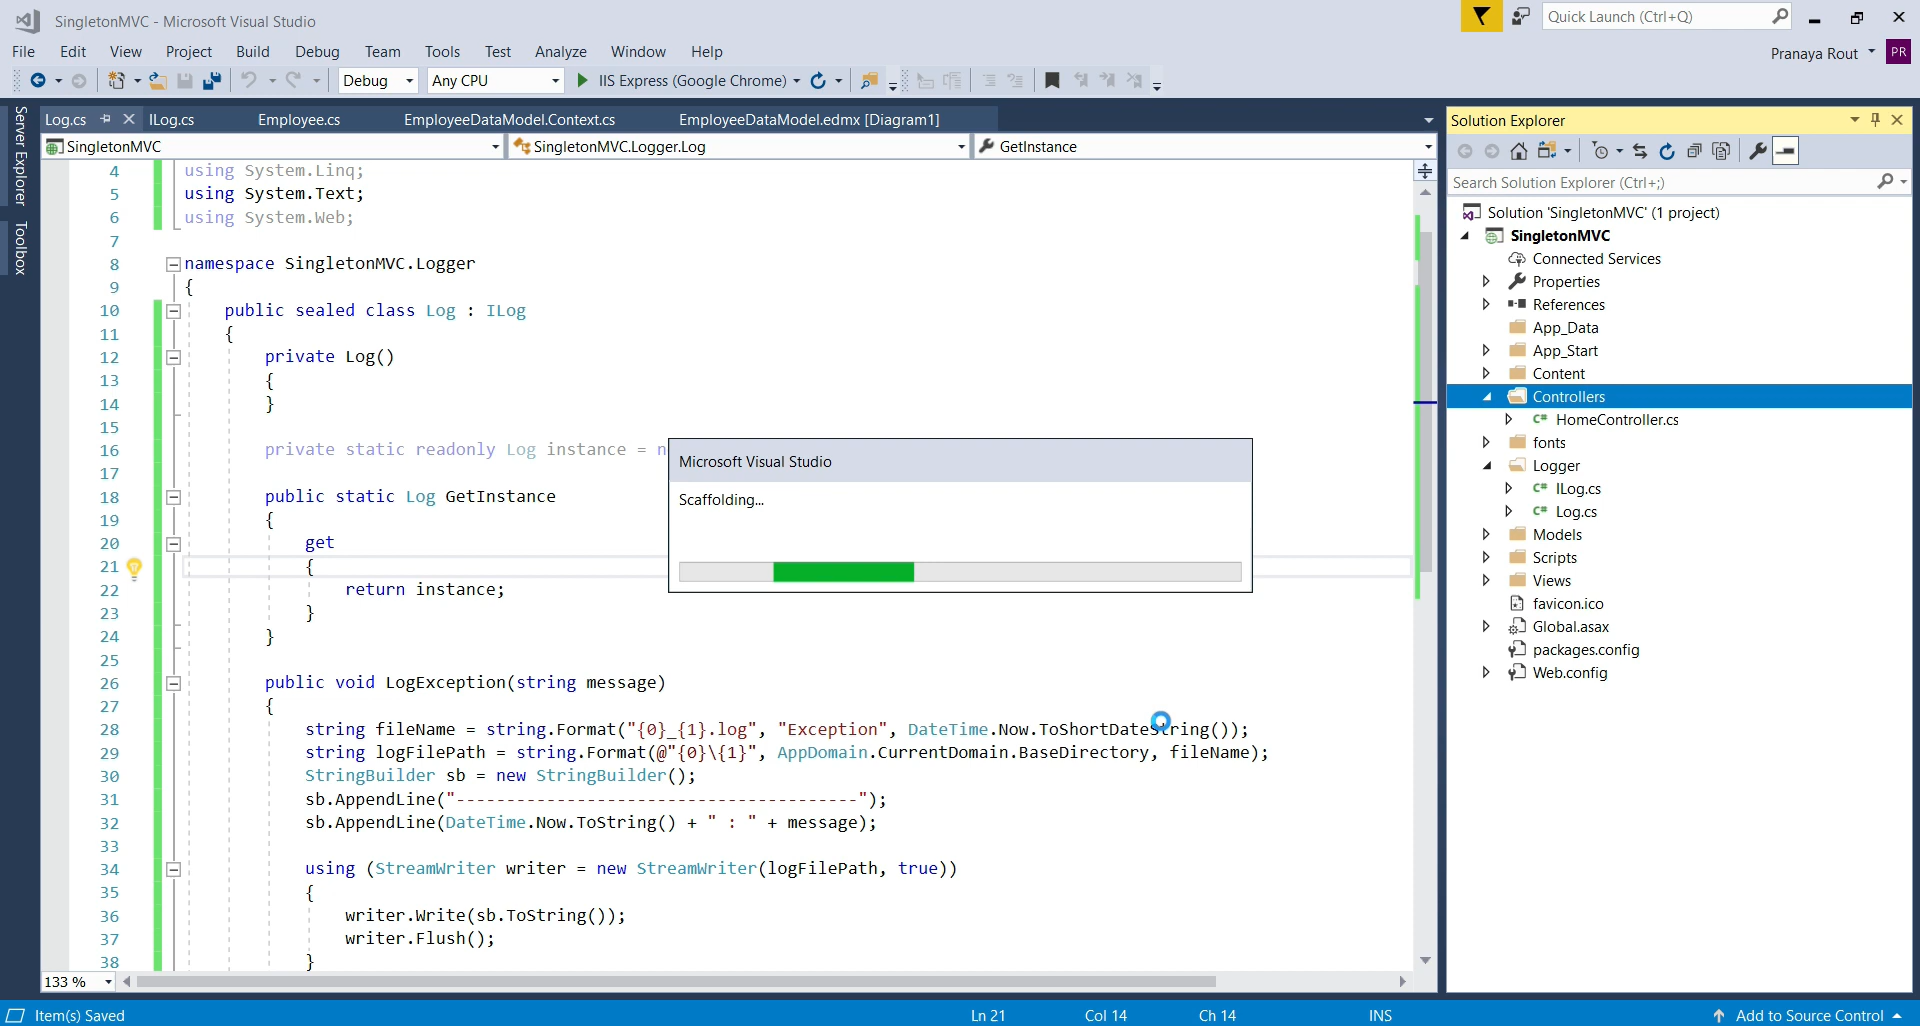 SingletonMVC - Microsoft Visual Studio
Quick Launch (Ctrl+Q)
File Edit View Project Build Debug Team Tools Test Analyze Window Help
Pranaya Rout PR
Debug Any CPU IIS Express (Google Chrome)
Server Explorer
Toolbox
Log.cs ILog.cs Employee.cs EmployeeDataModel.Context.cs EmployeeDataModel.edmx [Diagram1]
SingletonMVC SingletonMVC.Logger.Log GetInstance
4 using System.Linq;
5 using System.Text;
6 using System.Web;
7
8 namespace SingletonMVC.Logger
9 {
10 public sealed class Log : ILog
11 {
12 private Log()
13 {
14 }
15
16 private static readonly Log instance = n
17
18 public static Log GetInstance
19 {
20 get
21 {
22 return instance;
23 }
24 }
25
26 public void LogException(string message)
27 {
28 string fileName = string.Format("{0}_{1}.log", "Exception", DateTime.Now.ToShortDateString());
29 string logFilePath = string.Format(@"{0}\{1}", AppDomain.CurrentDomain.BaseDirectory, fileName);
30 StringBuilder sb = new StringBuilder();
31 sb.AppendLine("----------------------------------------");
32 sb.AppendLine(DateTime.Now.ToString() + " : " + message);
33
34 using (StreamWriter writer = new StreamWriter(logFilePath, true))
35 {
36 writer.Write(sb.ToString());
37 writer.Flush();
38 }
133 %
Microsoft Visual Studio
Scaffolding...
Solution Explorer
Search Solution Explorer (Ctrl+;)
Solution 'SingletonMVC' (1 project)
SingletonMVC
Connected Services
Properties
References
App_Data
App_Start
Content
Controllers
C# HomeController.cs
fonts
Logger
C# ILog.cs
C# Log.cs
Models
Scripts
Views
favicon.ico
Global.asax
packages.config
Web.config
Item(s) Saved Ln 21 Col 14 Ch 14 INS Add to Source Control